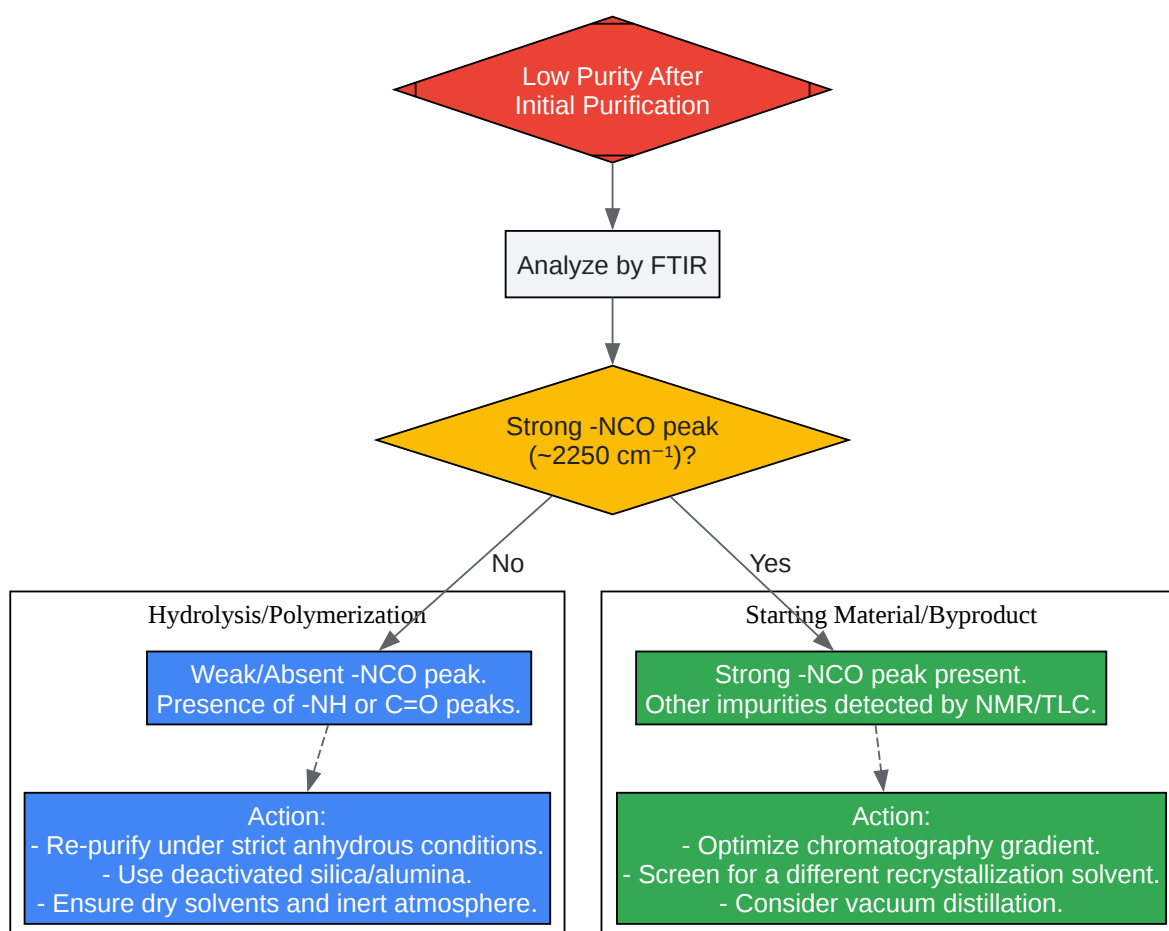 Low Purity After
Initial Purification
Analyze by FTIR
Strong -NCO peak
(~2250 cm⁻¹)?
No
Yes
Hydrolysis/Polymerization
Weak/Absent -NCO peak.
Presence of -NH or C=O peaks.
Action:
- Re-purify under strict anhydrous conditions.
- Use deactivated silica/alumina.
- Ensure dry solvents and inert atmosphere.
Starting Material/Byproduct
Strong -NCO peak present.
Other impurities detected by NMR/TLC.
Action:
- Optimize chromatography gradient.
- Screen for a different recrystallization solvent.
- Consider vacuum distillation.